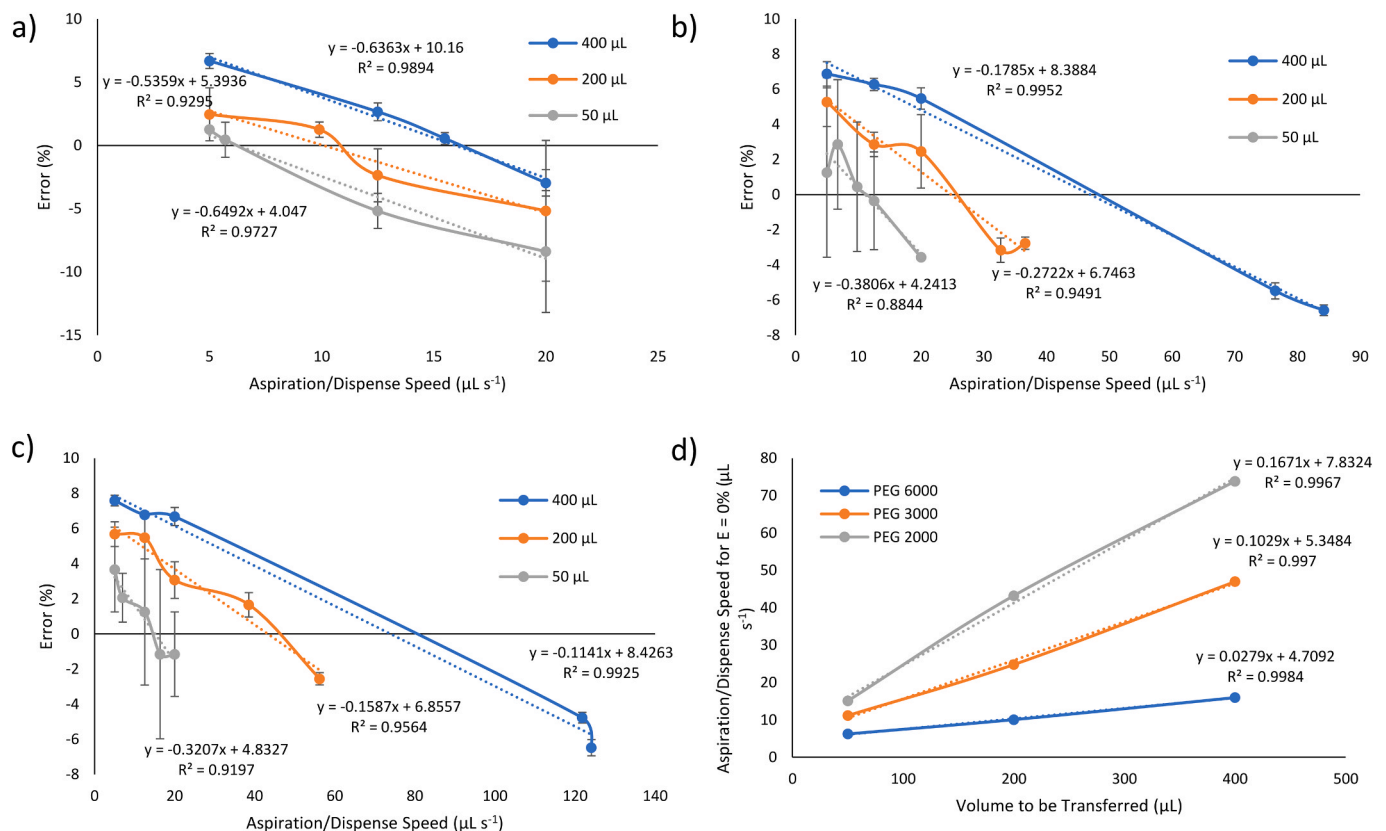 a)
10
5
0
-5
-10
-15
0
5
10
15
20
25
Error (%)
Aspiration/Dispense Speed (µL s⁻¹)
y = -0.6363x + 10.16
R² = 0.9894
y = -0.5359x + 5.3936
R² = 0.9295
y = -0.6492x + 4.047
R² = 0.9727
400 µL
200 µL
50 µL
b)
10
8
6
4
2
0
-2
-4
-6
-8
0
10
20
30
40
50
60
70
80
90
Error (%)
Aspiration/Dispense Speed (µL s⁻¹)
y = -0.1785x + 8.3884
R² = 0.9952
y = -0.3806x + 4.2413
R² = 0.8844
y = -0.2722x + 6.7463
R² = 0.9491
400 µL
200 µL
50 µL
c)
10
8
6
4
2
0
-2
-4
-6
-8
0
20
40
60
80
100
120
140
Error (%)
Aspiration/Dispense Speed (µL s⁻¹)
400 µL
200 µL
50 µL
y = -0.1141x + 8.4263
R² = 0.9925
y = -0.1587x + 6.8557
R² = 0.9564
y = -0.3207x + 4.8327
R² = 0.9197
d)
80
70
60
50
40
30
20
10
0
0
100
200
300
400
500
Aspiration/Dispense Speed for E = 0% (µL
s⁻¹)
Volume to be Transferred (µL)
PEG 6000
PEG 3000
PEG 2000
y = 0.1671x + 7.8324
R² = 0.9967
y = 0.1029x + 5.3484
R² = 0.997
y = 0.0279x + 4.7092
R² = 0.9984